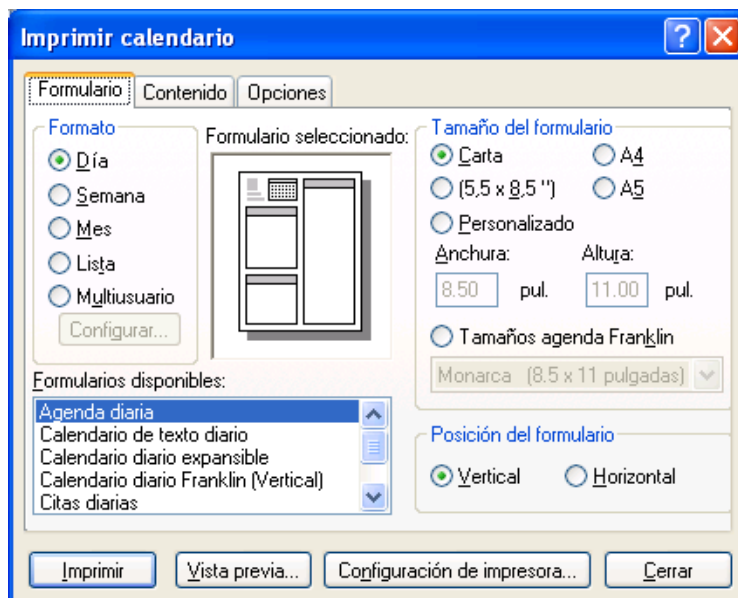 Imprimir calendario
Formulario
Contenido
Opciones
Formato
Día
Semana
Mes
Lista
Multiusuario
Configurar...
Formulario seleccionado:
Tamaño del formulario
Carta
A4
(5,5 x 8,5 ")
A5
Personalizado
Anchura:
Altura:
8.50 pul.
11.00 pul.
Tamaños agenda Franklin
Monarca (8.5 x 11 pulgadas)
Formularios disponibles:
Agenda diaria
Calendario de texto diario
Calendario diario expansible
Calendario diario Franklin (Vertical)
Citas diarias
Posición del formulario
Vertical
Horizontal
Imprimir
Vista previa...
Configuración de impresora...
Cerrar